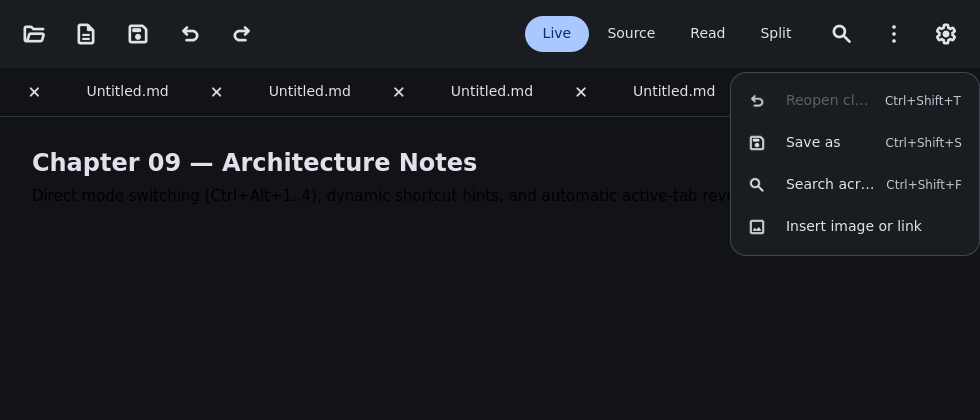 Live Source Read Split
Untitled.md Untitled.md Untitled.md Untitled.md
Reopen cl... Ctrl+Shift+T
Save as Ctrl+Shift+S
Search acr... Ctrl+Shift+F
Insert image or link
Chapter 09 — Architecture Notes
Direct mode switching (Ctrl+Alt+1..4), dynamic shortcut hints, and automatic active-tab reve